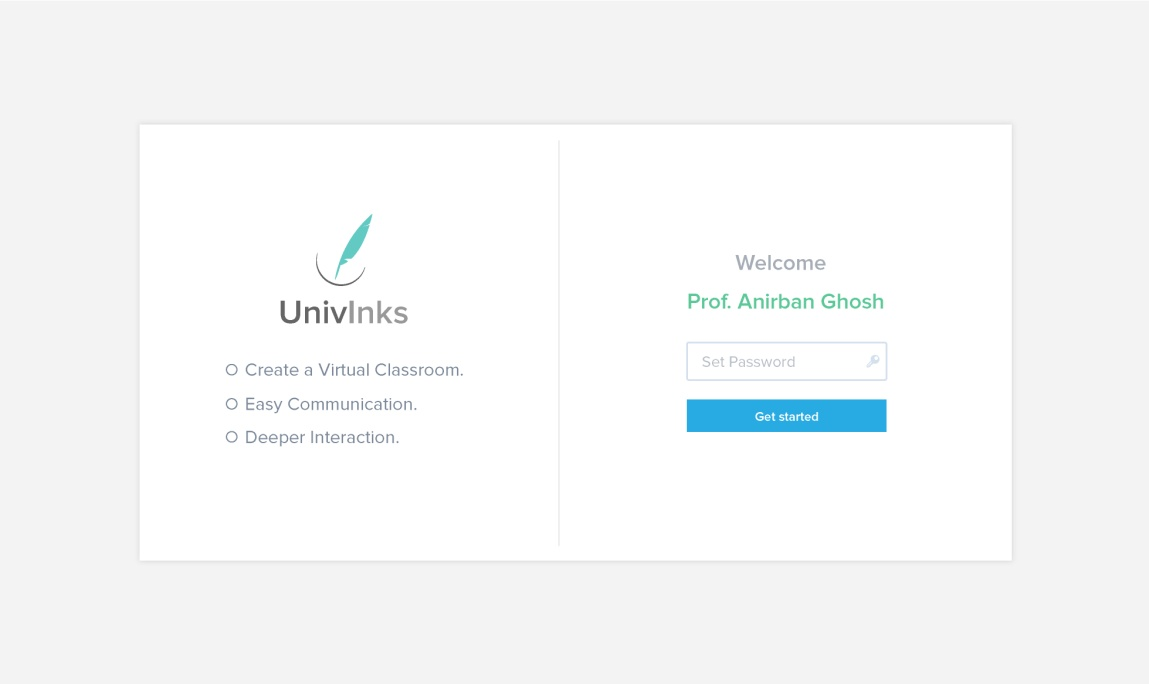 UnivInks
Create a Virtual Classroom.
Easy Communication.
Deeper Interaction.
Welcome
Prof. Anirban Ghosh
Set Password
Get started